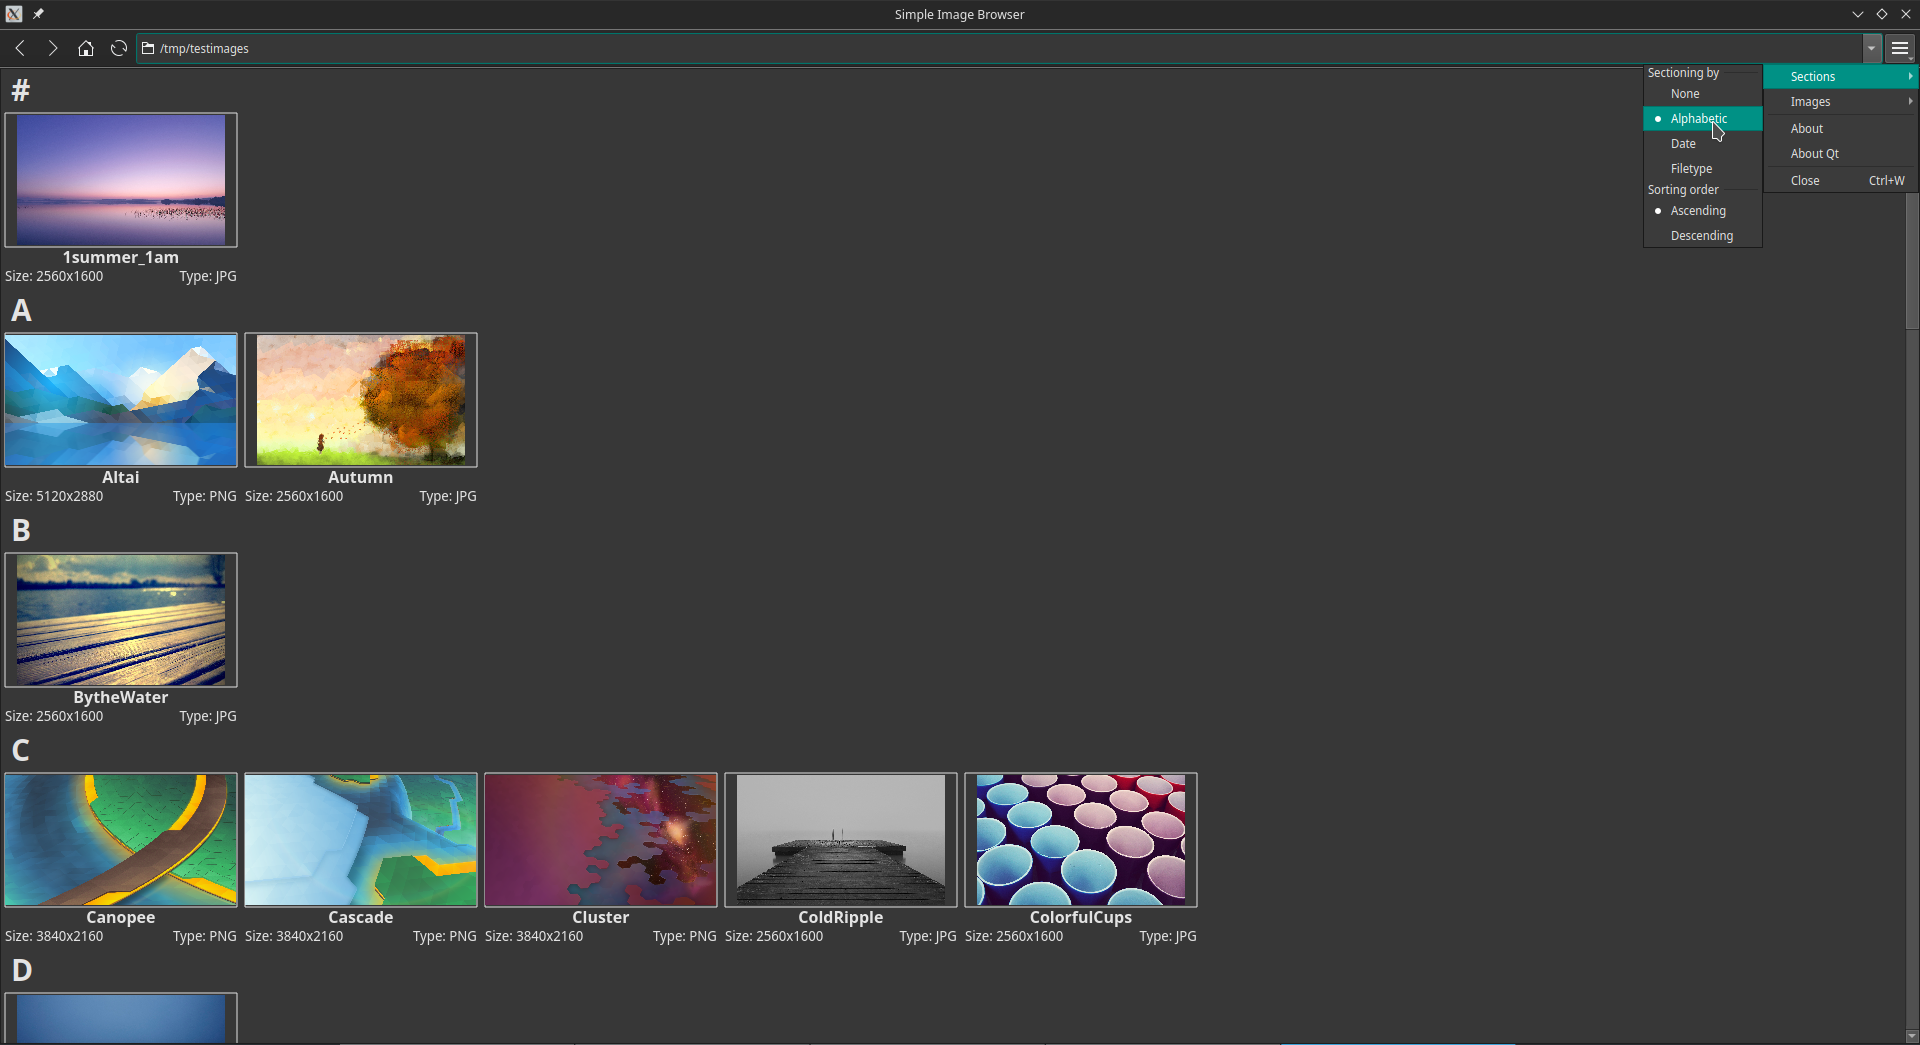 Simple Image Browser
/tmp/testimages
#
1summer_1am
Size: 2560x1600 Type: JPG
A
Altai
Size: 5120x2880 Type: PNG
Autumn
Size: 2560x1600 Type: JPG
B
BytheWater
Size: 2560x1600 Type: JPG
C
Canopee
Size: 3840x2160 Type: PNG
Cascade
Size: 3840x2160 Type: PNG
Cluster
Size: 3840x2160 Type: PNG
ColdRipple
Size: 2560x1600 Type: JPG
ColorfulCups
Size: 2560x1600 Type: JPG
D
Sectioning by
None
Alphabetic
Date
Filetype
Sorting order
Ascending
Descending
Sections
Images
About
About Qt
Close Ctrl+W